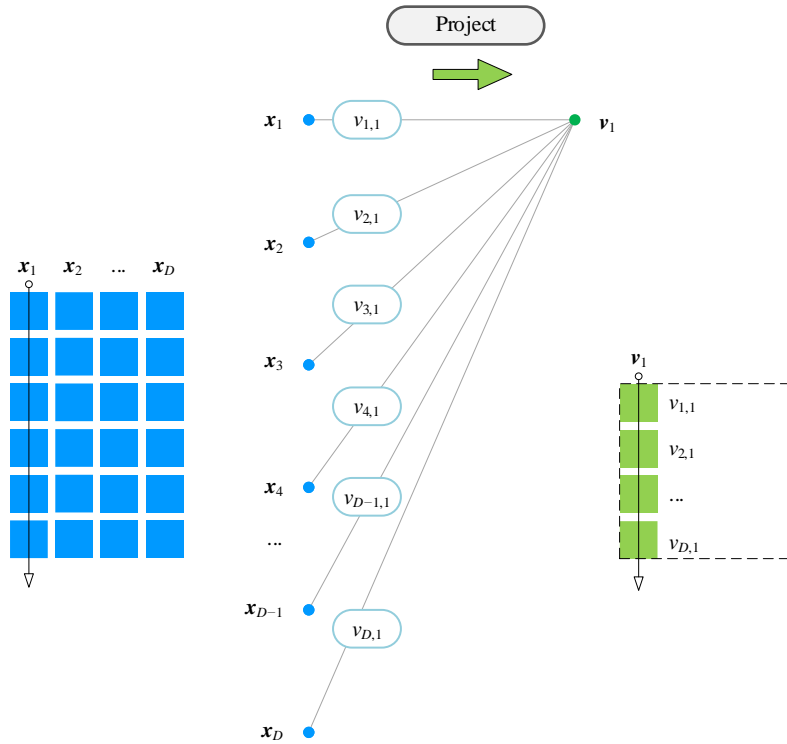 Project
x1
v1,1
v1
v2,1
x2
x1 x2 ... xD
v3,1
x3
v1
v4,1
v1,1
v2,1
x4
vD−1,1
...
...
vD,1
xD−1
vD,1
xD